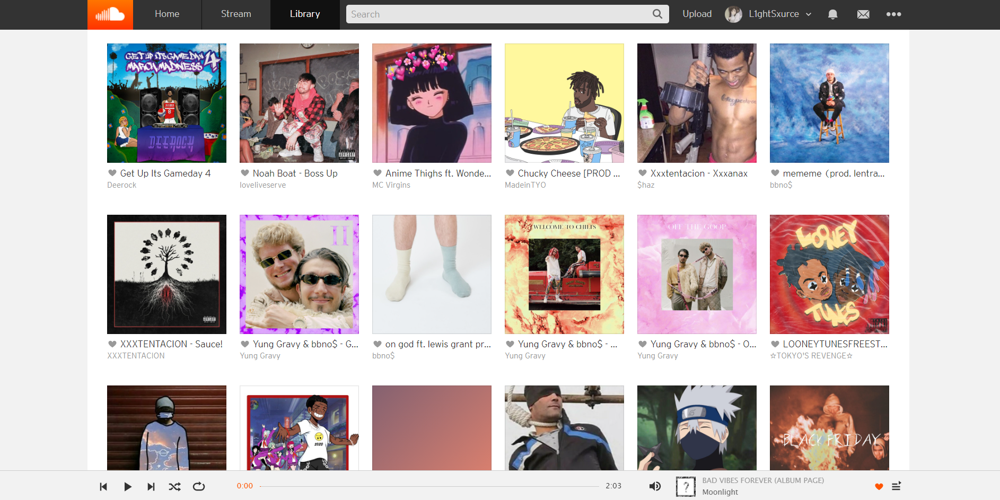 Home
Stream
Library
Search
Upload
L1ghtSxurce
GET UP ITS GAMEDAY 4
MARCH MADNESS
DEEROCK
Get Up Its Gameday 4
Deerock
Noah Boat - Boss Up
loveliveserve
Anime Thighs ft. Wonde...
MC Virgins
Chucky Cheese [PROD ...
MadeinTYO
Xxxtentacion - Xxxanax
$haz
mememe (prod. lentra...
bbno$
II
WELCOME TO CHILIS
OFF THE GOOP
LOONEY
TUNES
XXXTENTACION - Sauce!
XXXTENTACION
Yung Gravy & bbno$ - G...
Yung Gravy
on god ft. lewis grant pr...
bbno$
Yung Gravy & bbno$ - ...
Yung Gravy
Yung Gravy & bbno$ - O...
Yung Gravy
LOONEYTUNESFREEST...
☆TOKYO'S REVENGE☆
2020
BLACK FRIDAY
0:00
2:03
?
BAD VIBES FOREVER (ALBUM PAGE)
Moonlight